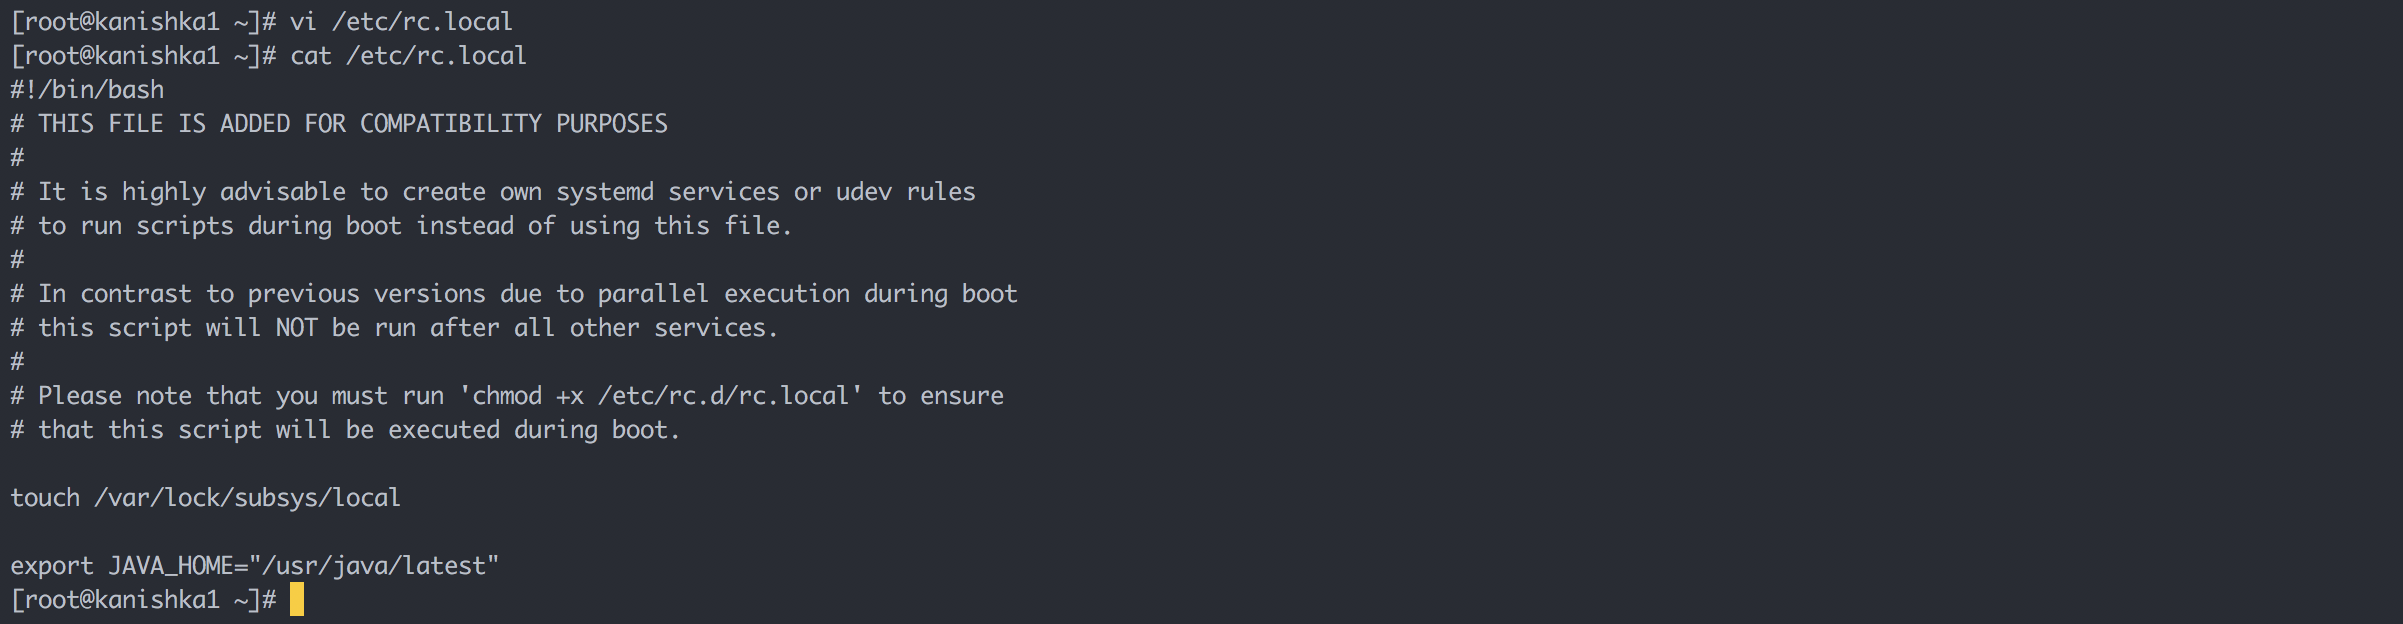 [root@kanishka1 ~]# vi /etc/rc.local
[root@kanishka1 ~]# cat /etc/rc.local
#!/bin/bash
# THIS FILE IS ADDED FOR COMPATIBILITY PURPOSES
#
# It is highly advisable to create own systemd services or udev rules
# to run scripts during boot instead of using this file.
#
# In contrast to previous versions due to parallel execution during boot
# this script will NOT be run after all other services.
#
# Please note that you must run 'chmod +x /etc/rc.d/rc.local' to ensure
# that this script will be executed during boot.

touch /var/lock/subsys/local

export JAVA_HOME="/usr/java/latest"
[root@kanishka1 ~]#